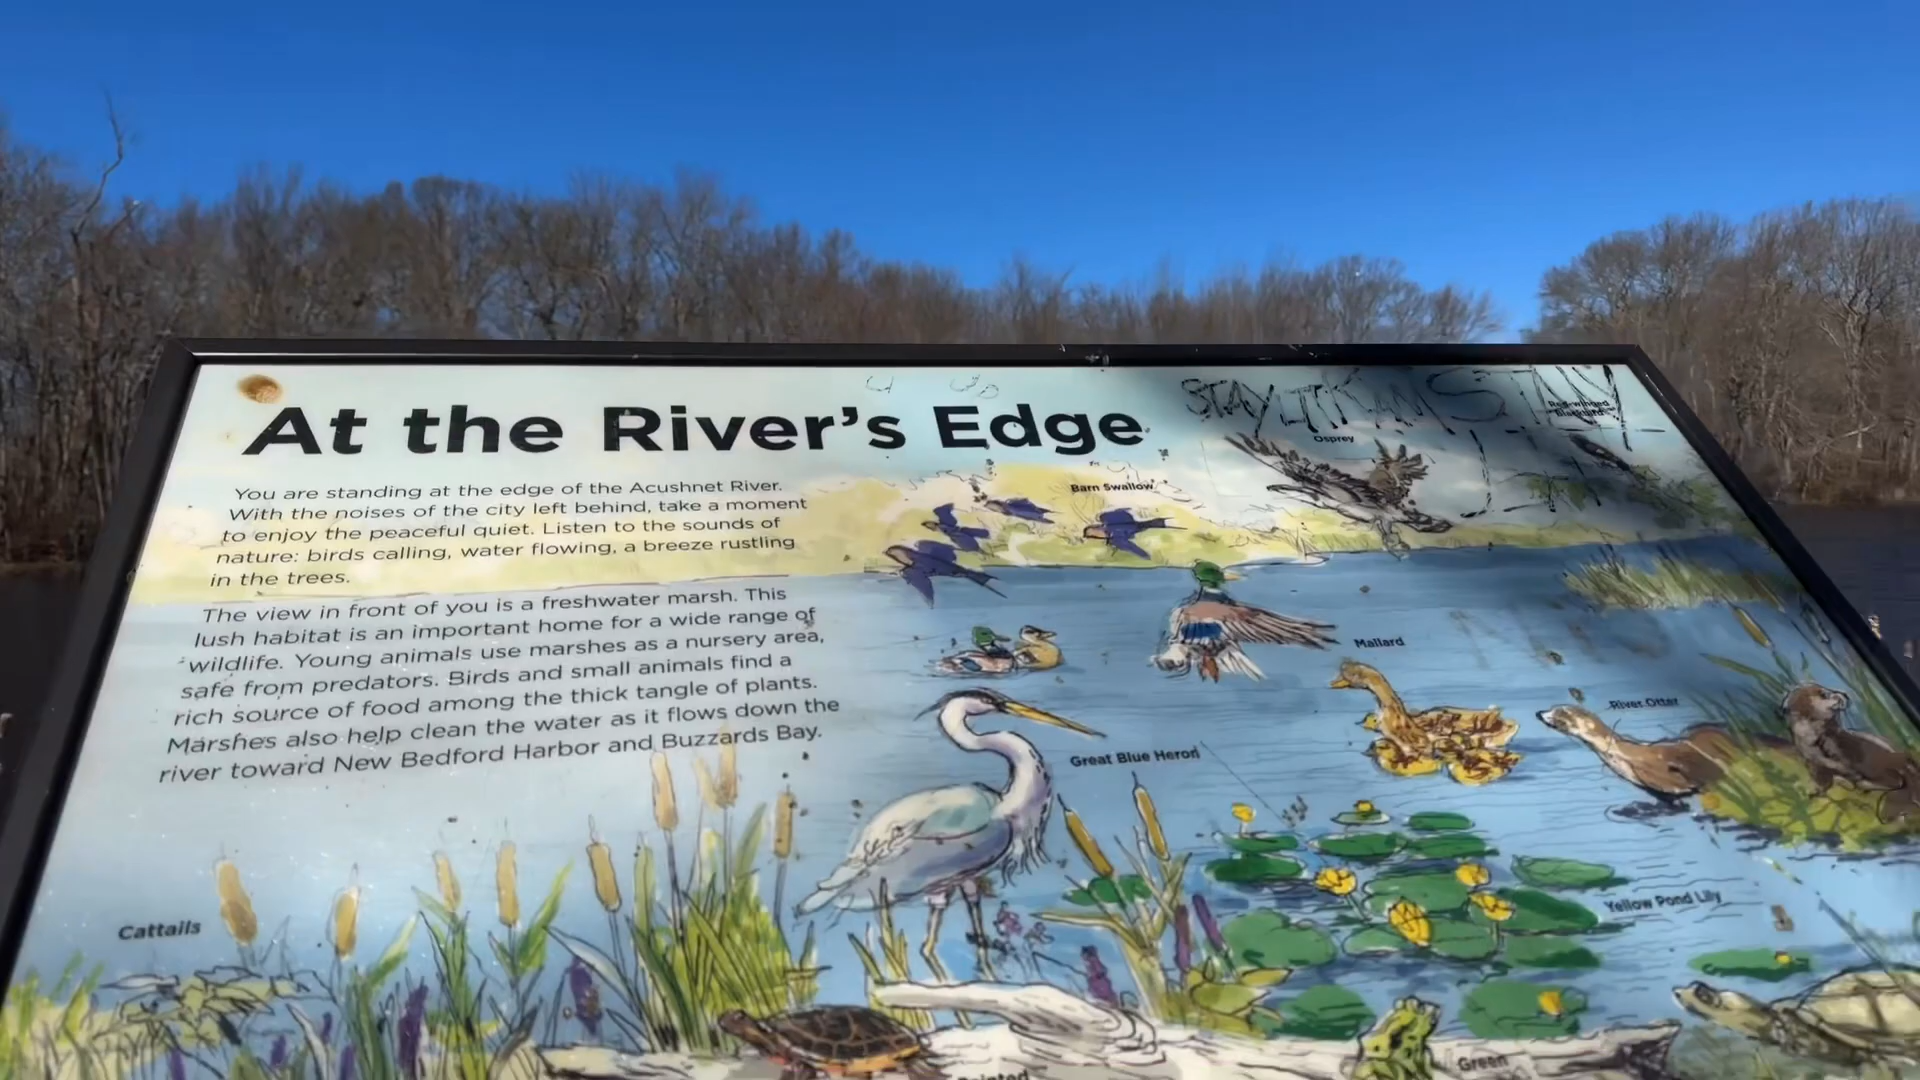 At the River's Edge
You are standing at the edge of the Acushnet River.
With the noises of the city left behind, take a moment
to enjoy the peaceful quiet. Listen to the sounds of
nature: birds calling, water flowing, a breeze rustling
in the trees.
The view in front of you is a freshwater marsh. This
lush habitat is an important home for a wide range of
wildlife. Young animals use marshes as a nursery area,
safe from predators. Birds and small animals find a
rich source of food among the thick tangle of plants.
Marshes also help clean the water as it flows down the
river toward New Bedford Harbor and Buzzards Bay.
STAY
Red-winged
Blackbird
Osprey
Barn Swallow
Mallard
River Otter
Great Blue Heron
Yellow Pond Lily
Cattails
Painted
Green